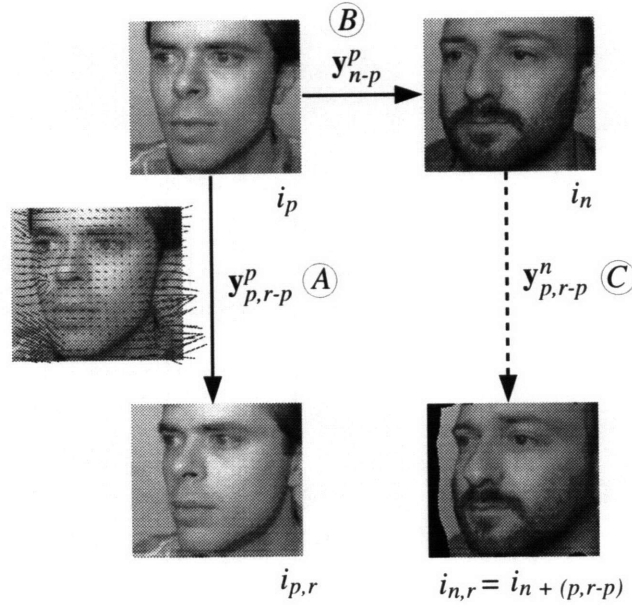 B
y^p_{n-p}
i_p
i_n
y^p_{p,r-p} A
y^n_{p,r-p} C
i_{p,r}
i_{n,r} = i_{n + (p,r-p)}